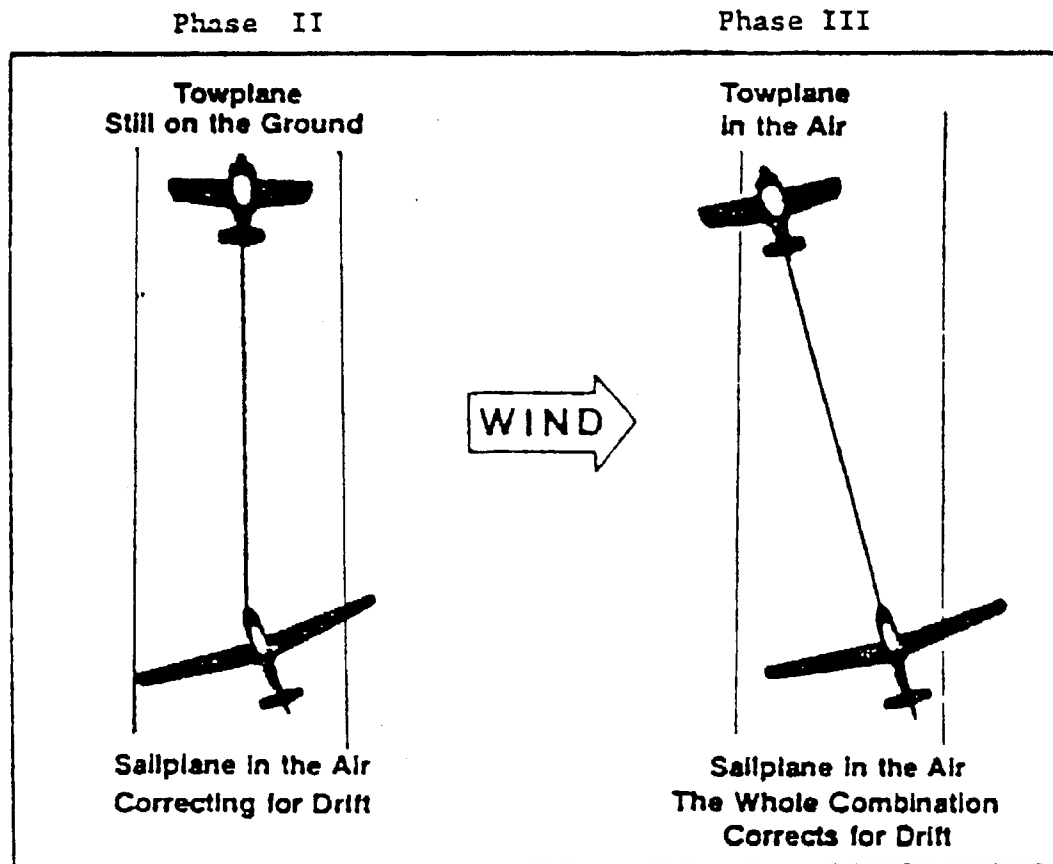 Phase II
Phase III
Towplane
Still on the Ground
Towplane
in the Air
WIND
Sailplane in the Air
Correcting for Drift
Sailplane in the Air
The Whole Combination
Corrects for Drift